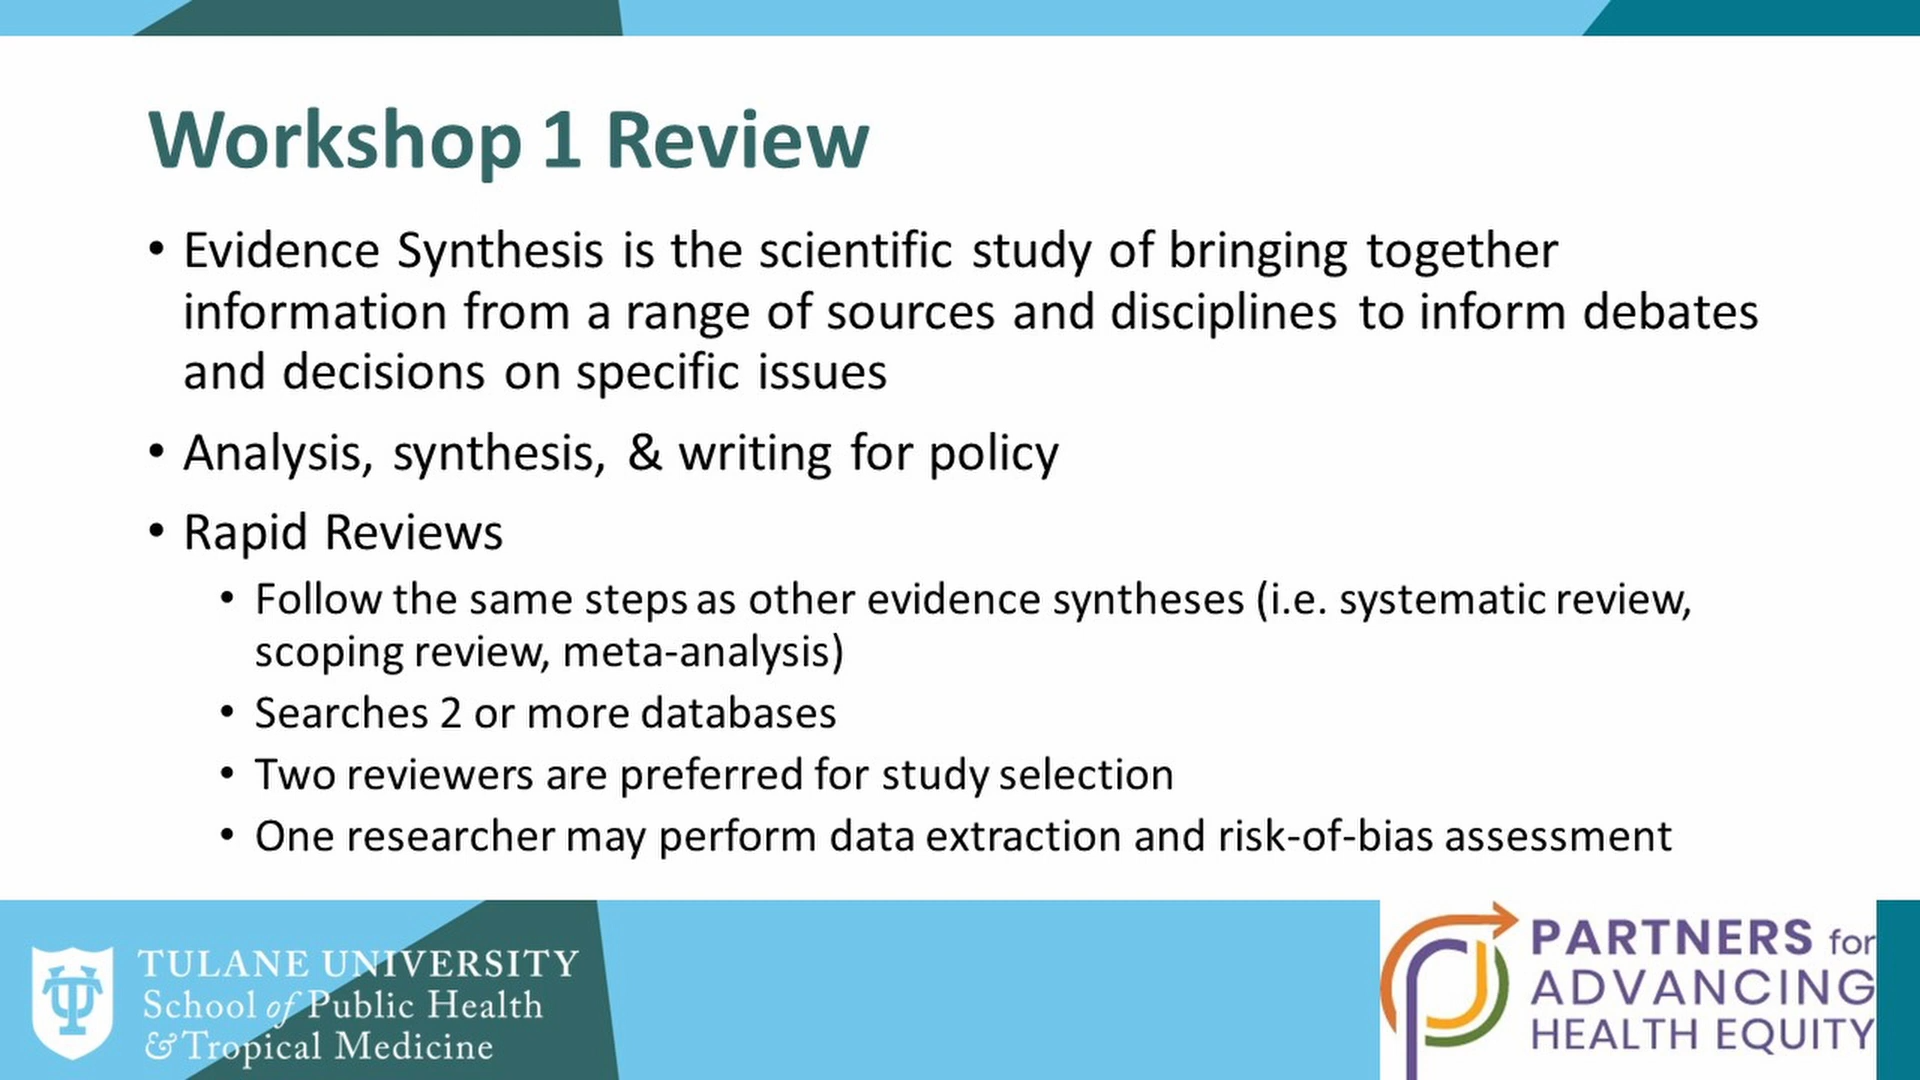 Workshop 1 Review
• Evidence Synthesis is the scientific study of bringing together
information from a range of sources and disciplines to inform debates
and decisions on specific issues
• Analysis, synthesis, & writing for policy
• Rapid Reviews
• Follow the same steps as other evidence syntheses (i.e. systematic review,
scoping review, meta-analysis)
• Searches 2 or more databases
• Two reviewers are preferred for study selection
• One researcher may perform data extraction and risk-of-bias assessment
TULANE UNIVERSITY
School of Public Health
& Tropical Medicine
PARTNERS for
ADVANCING
HEALTH EQUITY